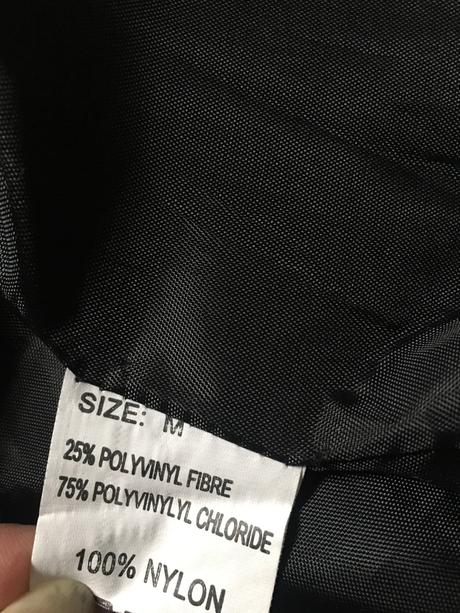 SIZE: M
25% POLYVINYL FIBRE
75% POLYVINYLYL CHLORIDE
100% NYLON